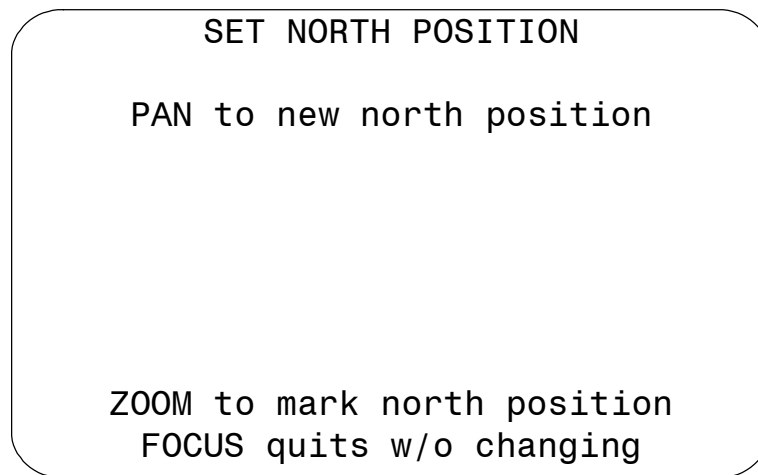 SET NORTH POSITION
PAN to new north position
ZOOM to mark north position
FOCUS quits w/o changing